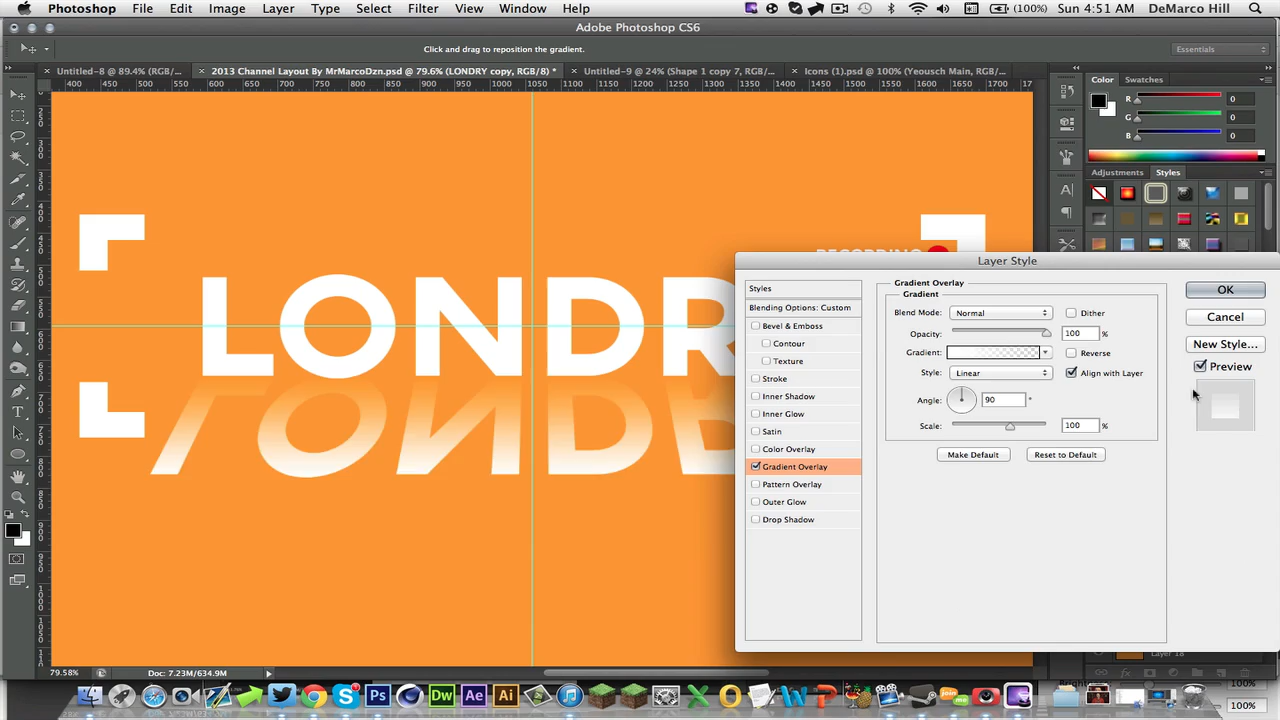 Photoshop File Edit Image Layer Type Select Filter View Window Help (100%) Sun 4:51 AM DeMarco Hill
Adobe Photoshop CS6
Click and drag to reposition the gradient. Essentials
Untitled-8 @ 89.4% (RGB/... 2013 Channel Layout By MrMarcoDzn.psd @ 79.6% (LONDRY copy, RGB/8) * Untitled-9 @ 24% (Shape 1 copy 7, RGB/... Icons (1).psd @ 100% (Yeousch Main, RGB/...
400 450 500 550 600 650 700 750 800 850 900 950 1000 1050 1100 1150 1200 1250 1300 1350 1400 1450 1500 1550 1600 1650 1700
Color Swatches
R 0
G 0
B 0
Adjustments Styles
RECORDING
LONDR
Layer Style
Styles
Blending Options: Custom
Bevel & Emboss
Contour
Texture
Stroke
Inner Shadow
Inner Glow
Satin
Color Overlay
Gradient Overlay
Pattern Overlay
Outer Glow
Drop Shadow
Gradient Overlay
Gradient
Blend Mode: Normal Dither
Opacity: 100 %
Gradient: Reverse
Style: Linear Align with Layer
Angle: 90 °
Scale: 100 %
Make Default Reset to Default
OK
Cancel
New Style...
Preview
Layer 18
79.58% Doc: 7.23M/634.9M
100%
100%